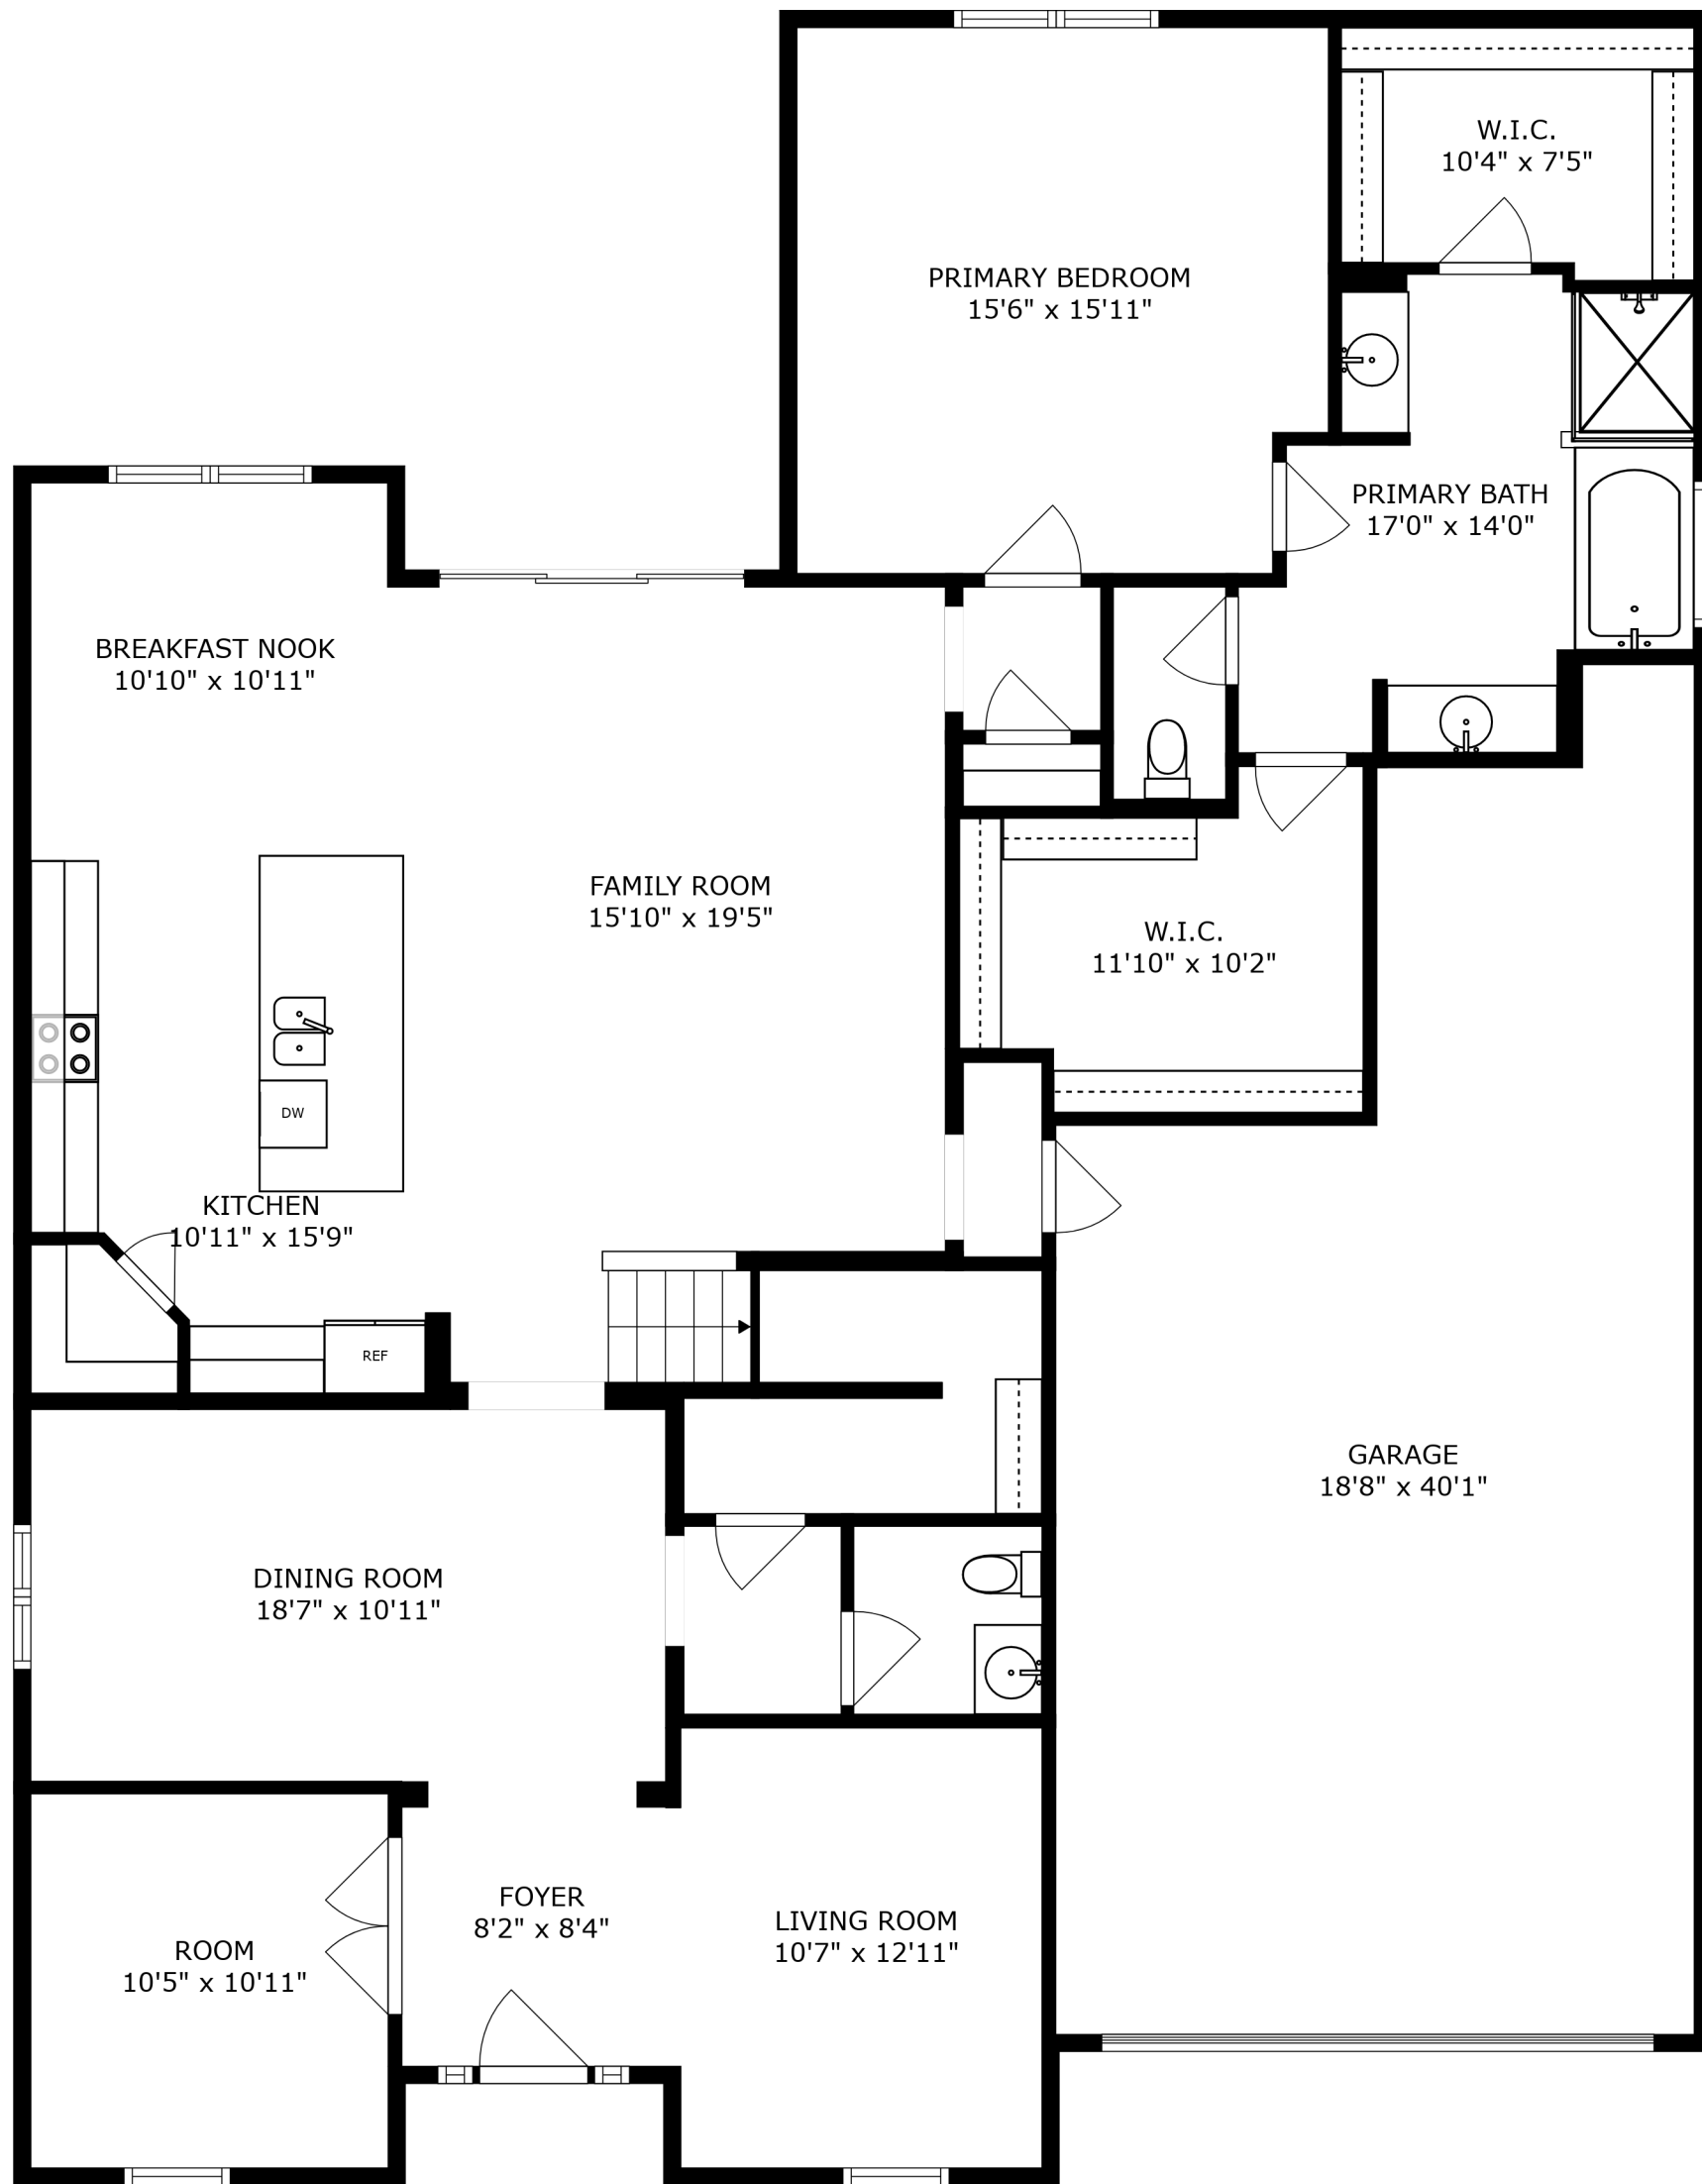 W.I.C.
10'4" x 7'5"
PRIMARY BEDROOM
15'6" x 15'11"
PRIMARY BATH
17'0" x 14'0"
BREAKFAST NOOK
10'10" x 10'11"
FAMILY ROOM
15'10" x 19'5"
W.I.C.
11'10" x 10'2"
DW
KITCHEN
10'11" x 15'9"
REF
GARAGE
18'8" x 40'1"
DINING ROOM
18'7" x 10'11"
FOYER
8'2" x 8'4"
LIVING ROOM
10'7" x 12'11"
ROOM
10'5" x 10'11"